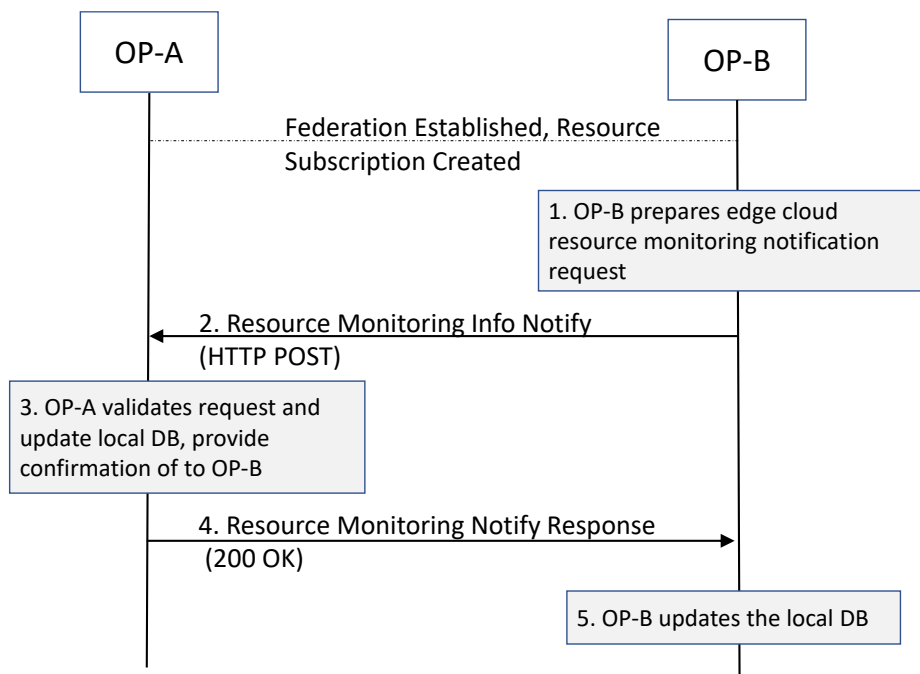 OP-A
OP-B
Federation Established, Resource
Subscription Created
1. OP-B prepares edge cloud
resource monitoring notification
request
2. Resource Monitoring Info Notify
(HTTP POST)
3. OP-A validates request and
update local DB, provide
confirmation of to OP-B
4. Resource Monitoring Notify Response
(200 OK)
5. OP-B updates the local DB